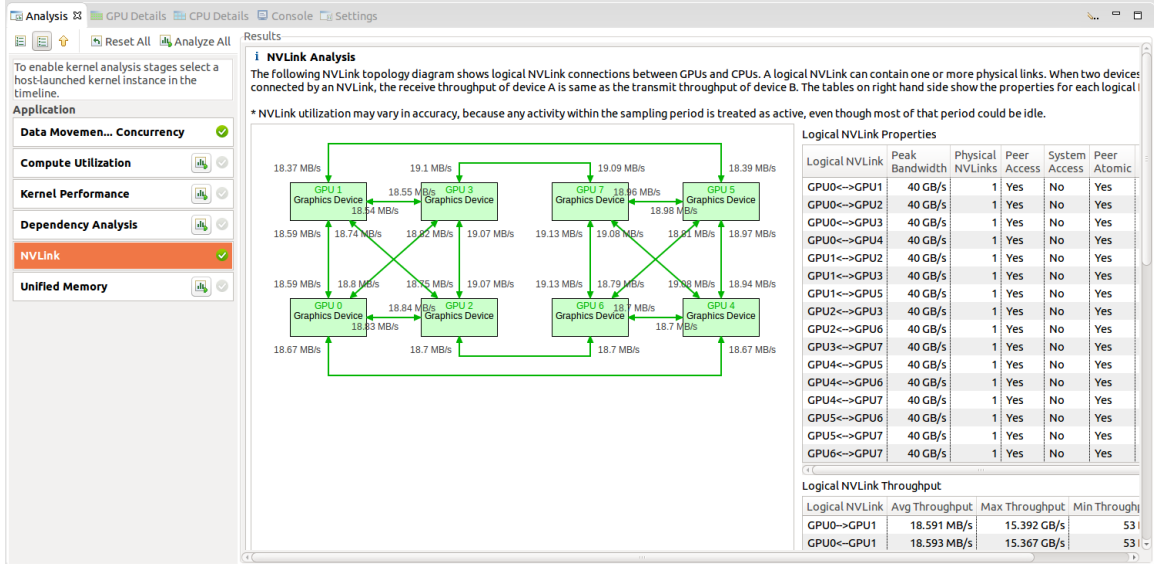 Analysis GPU Details CPU Details Console Settings
Reset All Analyze All
To enable kernel analysis stages select a
host-launched kernel instance in the
timeline.
Application
Data Movemen... Concurrency
Compute Utilization
Kernel Performance
Dependency Analysis
NVLink
Unified Memory
Results
i NVLink Analysis
The following NVLink topology diagram shows logical NVLink connections between GPUs and CPUs. A logical NVLink can contain one or more physical links. When two devices
connected by an NVLink, the receive throughput of device A is same as the transmit throughput of device B. The tables on right hand side show the properties for each logical
* NVLink utilization may vary in accuracy, because any activity within the sampling period is treated as active, even though most of that period could be idle.
18.37 MB/s 19.1 MB/s 19.09 MB/s 18.39 MB/s
GPU 1 18.55 MB/s GPU 3 GPU 7 18.96 MB/s GPU 5
Graphics Device Graphics Device Graphics Device Graphics Device
18.54 MB/s 18.98 MB/s
18.59 MB/s 18.74 MB/s 18.82 MB/s 19.07 MB/s 19.13 MB/s 19.08 MB/s 18.81 MB/s 18.97 MB/s
18.59 MB/s 18.8 MB/s 18.75 MB/s 19.07 MB/s 19.13 MB/s 18.79 MB/s 19.08 MB/s 18.94 MB/s
GPU 0 18.84 MB/s GPU 2 GPU 6 18.7 MB/s GPU 4
Graphics Device Graphics Device Graphics Device Graphics Device
18.83 MB/s 18.7 MB/s
18.67 MB/s 18.7 MB/s 18.7 MB/s 18.67 MB/s
Logical NVLink Properties
Logical NVLink Peak Bandwidth Physical NVLinks Peer Access System Access Peer Atomic
GPU0<-->GPU1 40 GB/s 1 Yes No Yes
GPU0<-->GPU2 40 GB/s 1 Yes No Yes
GPU0<-->GPU3 40 GB/s 1 Yes No Yes
GPU0<-->GPU4 40 GB/s 1 Yes No Yes
GPU1<-->GPU2 40 GB/s 1 Yes No Yes
GPU1<-->GPU3 40 GB/s 1 Yes No Yes
GPU1<-->GPU5 40 GB/s 1 Yes No Yes
GPU2<-->GPU3 40 GB/s 1 Yes No Yes
GPU2<-->GPU6 40 GB/s 1 Yes No Yes
GPU3<-->GPU7 40 GB/s 1 Yes No Yes
GPU4<-->GPU5 40 GB/s 1 Yes No Yes
GPU4<-->GPU6 40 GB/s 1 Yes No Yes
GPU4<-->GPU7 40 GB/s 1 Yes No Yes
GPU5<-->GPU6 40 GB/s 1 Yes No Yes
GPU5<-->GPU7 40 GB/s 1 Yes No Yes
GPU6<-->GPU7 40 GB/s 1 Yes No Yes
Logical NVLink Throughput
Logical NVLink Avg Throughput Max Throughput Min Throughp
GPU0-->GPU1 18.591 MB/s 15.392 GB/s 53
GPU0<--GPU1 18.593 MB/s 15.367 GB/s 53